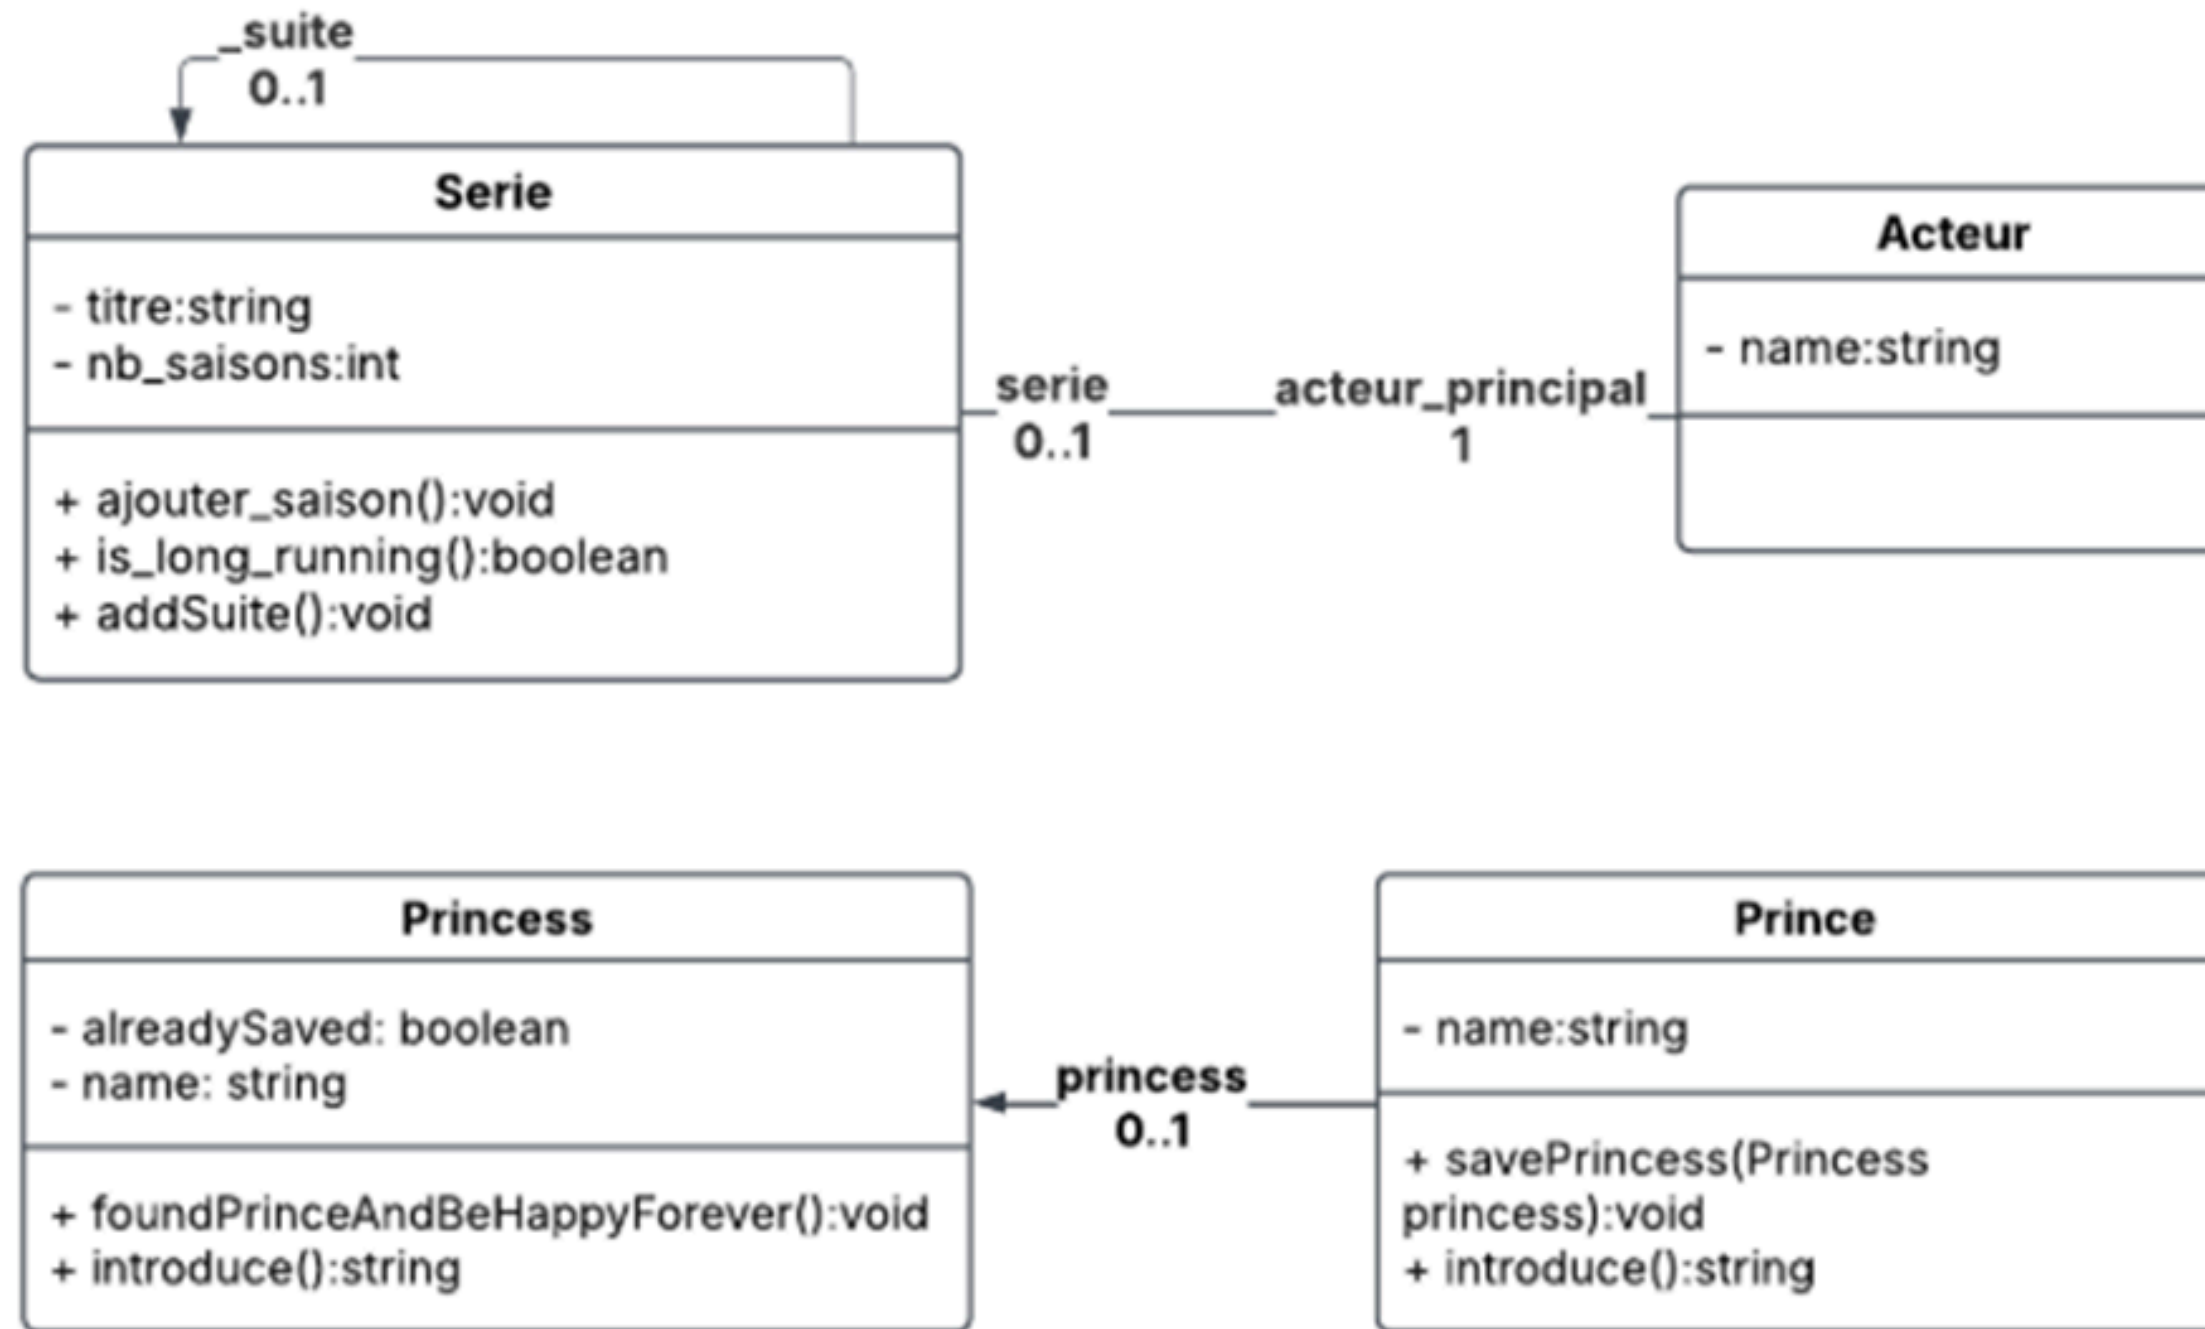 _suite
0..1
Serie
- titre:string
- nb_saisons:int
+ ajouter_saison():void
+ is_long_running():boolean
+ addSuite():void
serie
0..1
acteur_principal
1
Acteur
- name:string
Princess
- alreadySaved: boolean
- name: string
+ foundPrinceAndBeHappyForever():void
+ introduce():string
princess
0..1
Prince
- name:string
+ savePrincess(Princess
princess):void
+ introduce():string